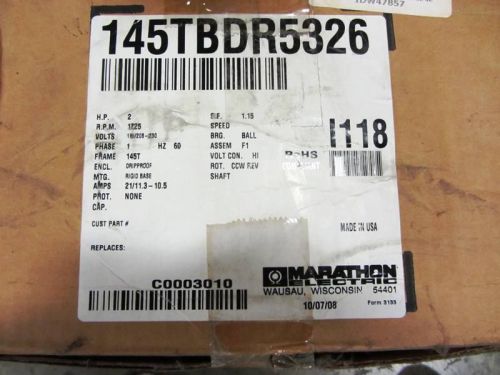 1DW47857
145TBDR5326
H.P. 2 S.F. 1.15
R.P.M. 1725 SPEED
VOLTS 115/208-230 BRG. BALL
PHASE 1 HZ 60 ASSEM F1
FRAME 145T VOLT CON. HI
ENCL. DRIPPROOF ROT. CCW REV
MTG. RIGID BASE SHAFT
AMPS 21/11.3-10.5
PROT. NONE
CAP.
I118
RoHS
CUST PART #
MADE IN USA
REPLACES:
C0003010
MARATHON
ELECTRIC
WAUSAU, WISCONSIN 54401
10/07/08 Form 3133